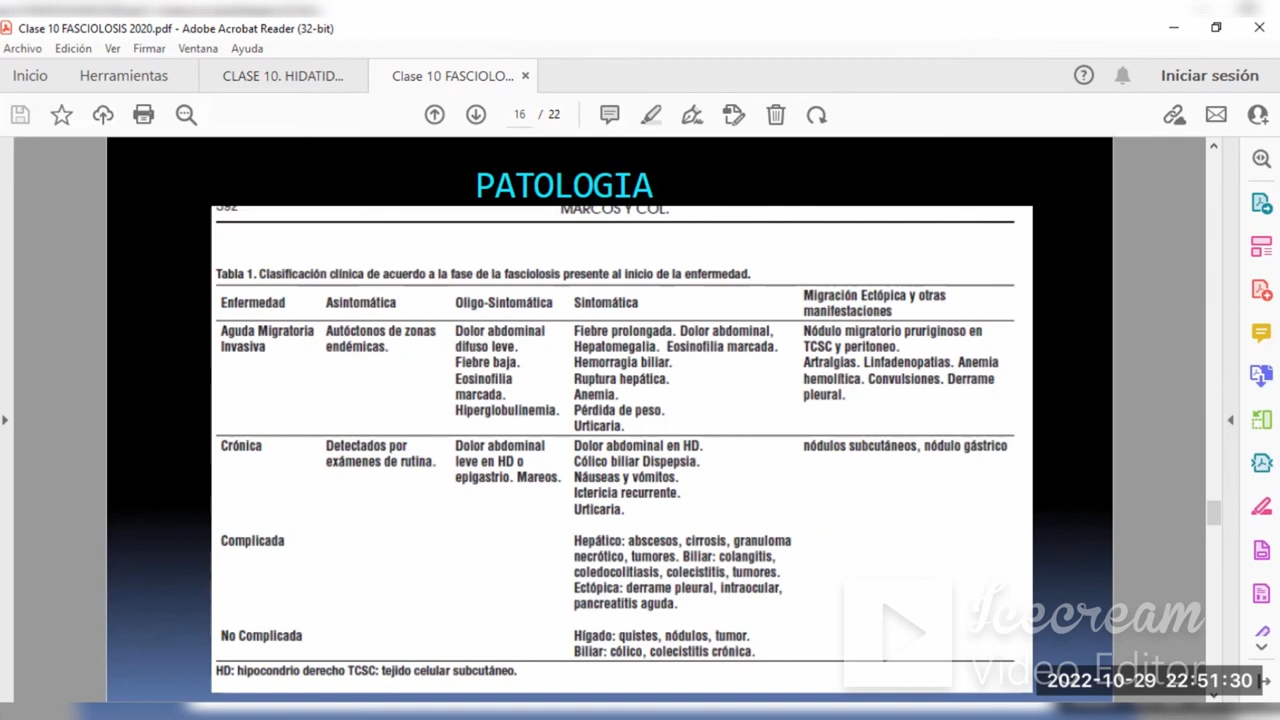 Clase 10 FASCIOLOSIS 2020.pdf - Adobe Acrobat Reader (32-bit)
Archivo Edición Ver Firmar Ventana Ayuda
Inicio Herramientas CLASE 10. HIDATID... Clase 10 FASCIOLO... × Iniciar sesión
16 / 22
PATOLOGIA
592 MARCOS Y COL.
Tabla 1. Clasificación clínica de acuerdo a la fase de la fasciolosis presente al inicio de la enfermedad.
Enfermedad Asintomática Oligo-Sintomática Sintomática Migración Ectópica y otras
manifestaciones
Aguda Migratoria Autóctonos de zonas Dolor abdominal Fiebre prolongada. Dolor abdominal, Nódulo migratorio pruriginoso en
Invasiva endémicas. difuso leve. Hepatomegalia. Eosinofilia marcada. TCSC y peritoneo.
Fiebre baja. Hemorragia biliar. Artralgias. Linfadenopatias. Anemia
Eosinofilia Ruptura hepática. hemolítica. Convulsiones. Derrame
marcada. Anemia. pleural.
Hiperglobulinemia. Pérdida de peso.
Urticaria.
Crónica Detectados por Dolor abdominal Dolor abdominal en HD. nódulos subcutáneos, nódulo gástrico
exámenes de rutina. leve en HD o Cólico biliar Dispepsia.
epigastrio. Mareos. Náuseas y vómitos.
Ictericia recurrente.
Urticaria.
Complicada Hepático: abscesos, cirrosis, granuloma
necrótico, tumores. Biliar: colangitis,
coledocolitiasis, colecistitis, tumores.
Ectópica: derrame pleural, intraocular,
pancreatitis aguda.
No Complicada Hígado: quistes, nódulos, tumor.
Biliar: cólico, colecistitis crónica.
HD: hipocondrio derecho TCSC: tejido celular subcutáneo.
Icecream
Video Editor
2022-10-29 22:51:30